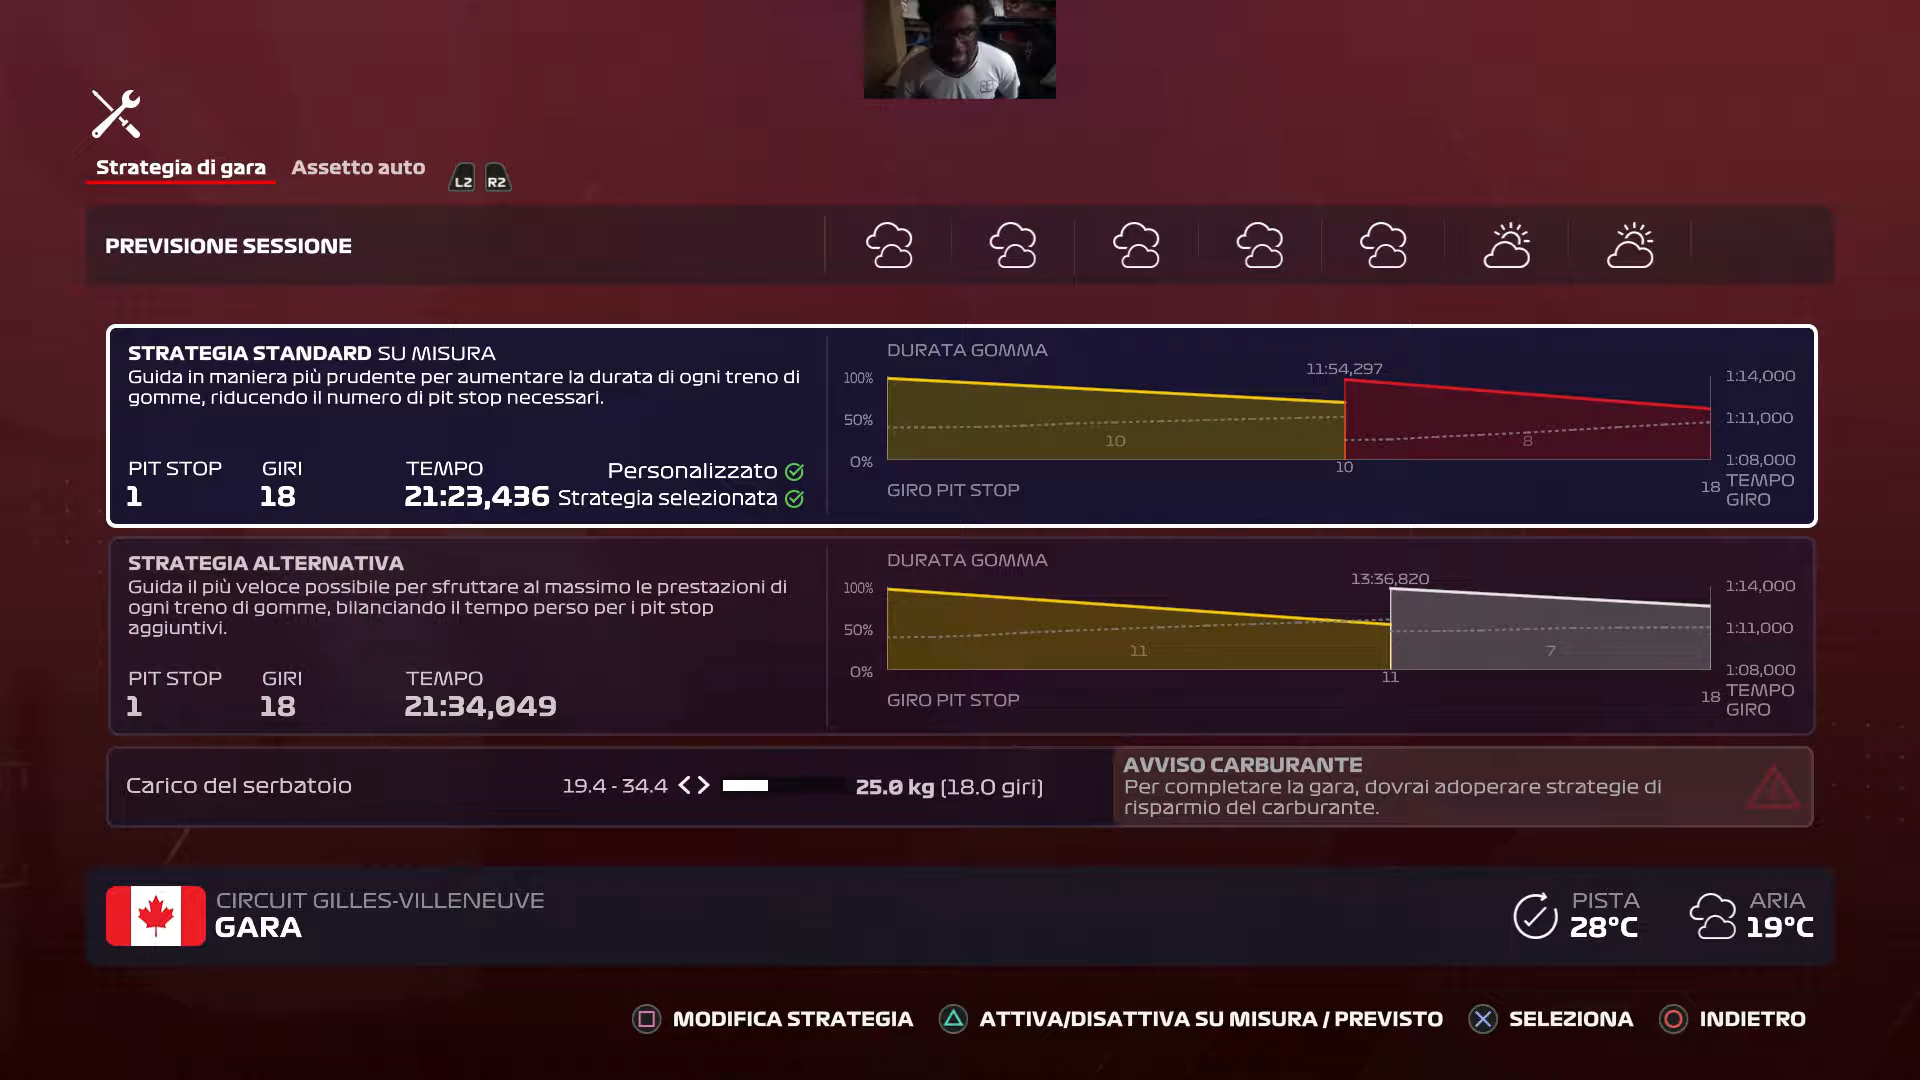 Strategia di gara
Assetto auto
L2
R2
PREVISIONE SESSIONE
STRATEGIA STANDARD SU MISURA
Guida in maniera più prudente per aumentare la durata di ogni treno di
gomme, riducendo il numero di pit stop necessari.
PIT STOP
1
GIRI
18
TEMPO
21:23,436
Personalizzato
Strategia selezionata
DURATA GOMMA
100%
50%
0%
11:54,297
10
8
10
18
GIRO PIT STOP
1:14,000
1:11,000
1:08,000
TEMPO
GIRO
STRATEGIA ALTERNATIVA
Guida il più veloce possibile per sfruttare al massimo le prestazioni di
ogni treno di gomme, bilanciando il tempo perso per i pit stop
aggiuntivi.
PIT STOP
1
GIRI
18
TEMPO
21:34,049
DURATA GOMMA
100%
50%
0%
13:36,820
11
7
11
18
GIRO PIT STOP
1:14,000
1:11,000
1:08,000
TEMPO
GIRO
Carico del serbatoio
19.4 - 34.4
25.0 kg (18.0 giri)
AVVISO CARBURANTE
Per completare la gara, dovrai adoperare strategie di
risparmio del carburante.
CIRCUIT GILLES-VILLENEUVE
GARA
PISTA
28°C
ARIA
19°C
MODIFICA STRATEGIA
ATTIVA/DISATTIVA SU MISURA / PREVISTO
SELEZIONA
INDIETRO